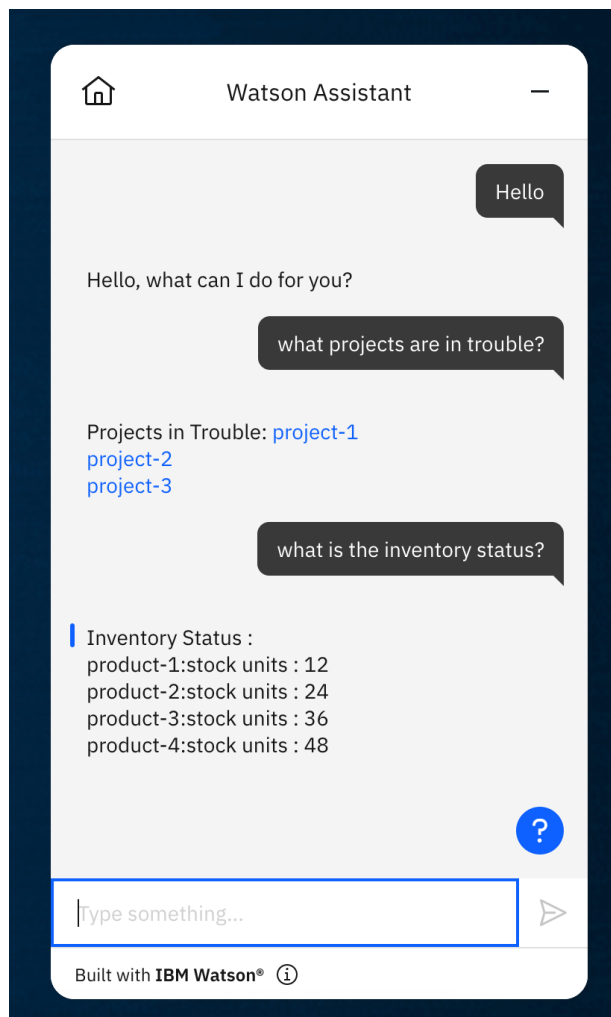 Watson Assistant
Hello
Hello, what can I do for you?
what projects are in trouble?
Projects in Trouble: project-1
project-2
project-3
what is the inventory status?
Inventory Status :
product-1:stock units : 12
product-2:stock units : 24
product-3:stock units : 36
product-4:stock units : 48
?
Type something...
Built with IBM Watson®